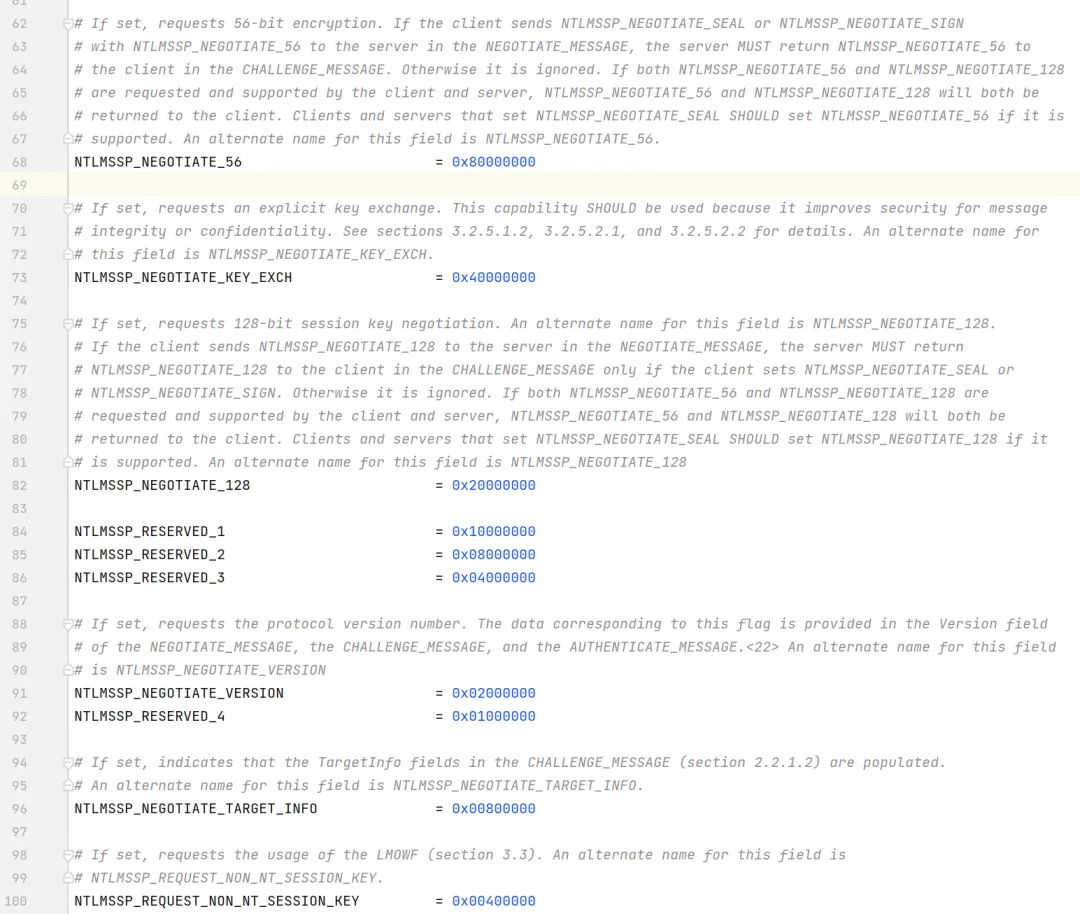 61
62 # If set, requests 56-bit encryption. If the client sends NTLMSSP_NEGOTIATE_SEAL or NTLMSSP_NEGOTIATE_SIGN
63 # with NTLMSSP_NEGOTIATE_56 to the server in the NEGOTIATE_MESSAGE, the server MUST return NTLMSSP_NEGOTIATE_56 to
64 # the client in the CHALLENGE_MESSAGE. Otherwise it is ignored. If both NTLMSSP_NEGOTIATE_56 and NTLMSSP_NEGOTIATE_128
65 # are requested and supported by the client and server, NTLMSSP_NEGOTIATE_56 and NTLMSSP_NEGOTIATE_128 will both be
66 # returned to the client. Clients and servers that set NTLMSSP_NEGOTIATE_SEAL SHOULD set NTLMSSP_NEGOTIATE_56 if it is
67 # supported. An alternate name for this field is NTLMSSP_NEGOTIATE_56.
68 NTLMSSP_NEGOTIATE_56 = 0x80000000
69
70 # If set, requests an explicit key exchange. This capability SHOULD be used because it improves security for message
71 # integrity or confidentiality. See sections 3.2.5.1.2, 3.2.5.2.1, and 3.2.5.2.2 for details. An alternate name for
72 # this field is NTLMSSP_NEGOTIATE_KEY_EXCH.
73 NTLMSSP_NEGOTIATE_KEY_EXCH = 0x40000000
74
75 # If set, requests 128-bit session key negotiation. An alternate name for this field is NTLMSSP_NEGOTIATE_128.
76 # If the client sends NTLMSSP_NEGOTIATE_128 to the server in the NEGOTIATE_MESSAGE, the server MUST return
77 # NTLMSSP_NEGOTIATE_128 to the client in the CHALLENGE_MESSAGE only if the client sets NTLMSSP_NEGOTIATE_SEAL or
78 # NTLMSSP_NEGOTIATE_SIGN. Otherwise it is ignored. If both NTLMSSP_NEGOTIATE_56 and NTLMSSP_NEGOTIATE_128 are
79 # requested and supported by the client and server, NTLMSSP_NEGOTIATE_56 and NTLMSSP_NEGOTIATE_128 will both be
80 # returned to the client. Clients and servers that set NTLMSSP_NEGOTIATE_SEAL SHOULD set NTLMSSP_NEGOTIATE_128 if it
81 # is supported. An alternate name for this field is NTLMSSP_NEGOTIATE_128
82 NTLMSSP_NEGOTIATE_128 = 0x20000000
83
84 NTLMSSP_RESERVED_1 = 0x10000000
85 NTLMSSP_RESERVED_2 = 0x08000000
86 NTLMSSP_RESERVED_3 = 0x04000000
87
88 # If set, requests the protocol version number. The data corresponding to this flag is provided in the Version field
89 # of the NEGOTIATE_MESSAGE, the CHALLENGE_MESSAGE, and the AUTHENTICATE_MESSAGE.<22> An alternate name for this field
90 # is NTLMSSP_NEGOTIATE_VERSION
91 NTLMSSP_NEGOTIATE_VERSION = 0x02000000
92 NTLMSSP_RESERVED_4 = 0x01000000
93
94 # If set, indicates that the TargetInfo fields in the CHALLENGE_MESSAGE (section 2.2.1.2) are populated.
95 # An alternate name for this field is NTLMSSP_NEGOTIATE_TARGET_INFO.
96 NTLMSSP_NEGOTIATE_TARGET_INFO = 0x00800000
97
98 # If set, requests the usage of the LMOWF (section 3.3). An alternate name for this field is
99 # NTLMSSP_REQUEST_NON_NT_SESSION_KEY.
100 NTLMSSP_REQUEST_NON_NT_SESSION_KEY = 0x00400000